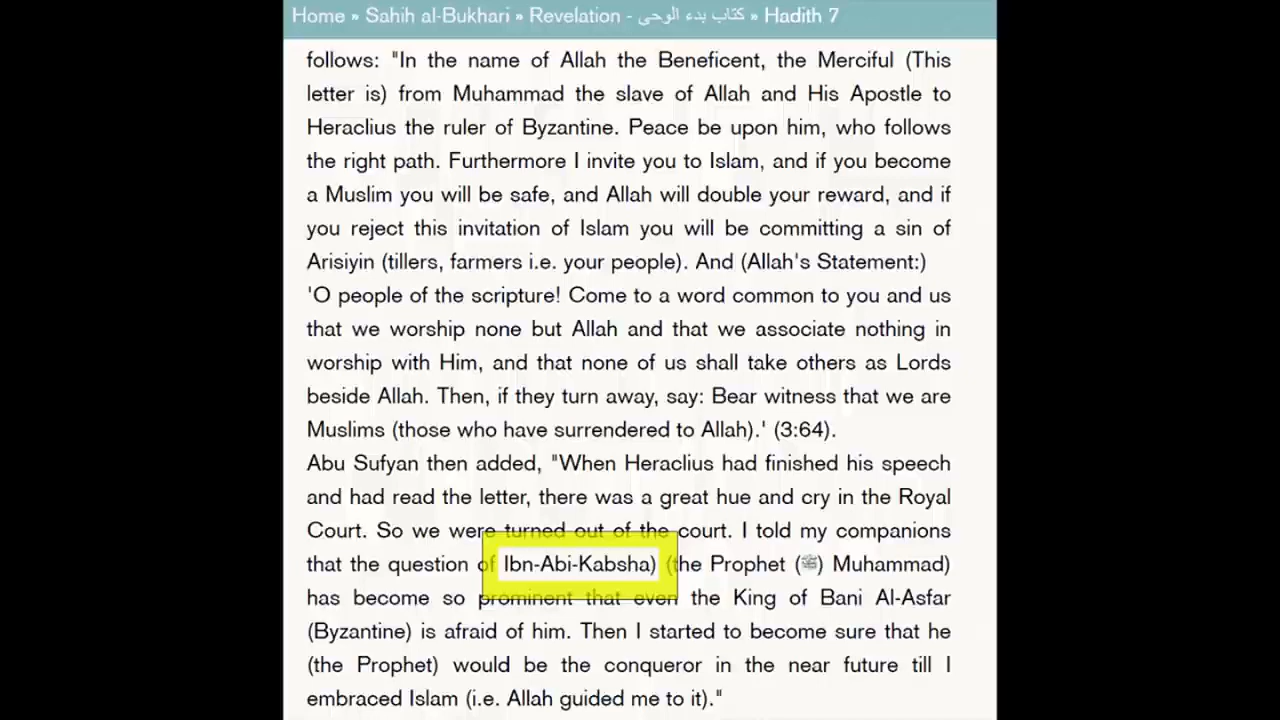 Home » Sahih al-Bukhari » Revelation - كتاب بدء الوحى » Hadith 7
follows: "In the name of Allah the Beneficent, the Merciful (This
letter is) from Muhammad the slave of Allah and His Apostle to
Heraclius the ruler of Byzantine. Peace be upon him, who follows
the right path. Furthermore I invite you to Islam, and if you become
a Muslim you will be safe, and Allah will double your reward, and if
you reject this invitation of Islam you will be committing a sin of
Arisiyin (tillers, farmers i.e. your people). And (Allah's Statement:)
'O people of the scripture! Come to a word common to you and us
that we worship none but Allah and that we associate nothing in
worship with Him, and that none of us shall take others as Lords
beside Allah. Then, if they turn away, say: Bear witness that we are
Muslims (those who have surrendered to Allah).' (3:64).
Abu Sufyan then added, "When Heraclius had finished his speech
and had read the letter, there was a great hue and cry in the Royal
Court. So we were turned out of the court. I told my companions
that the question of Ibn-Abi-Kabsha) (the Prophet (ﷺ) Muhammad)
has become so prominent that even the King of Bani Al-Asfar
(Byzantine) is afraid of him. Then I started to become sure that he
(the Prophet) would be the conqueror in the near future till I
embraced Islam (i.e. Allah guided me to it)."